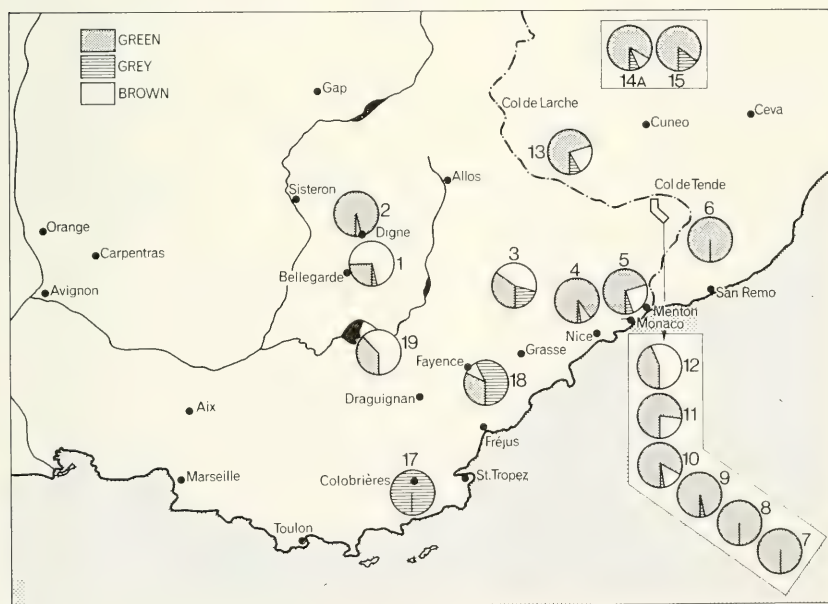 GREEN
GREY
BROWN
14A
15
Col de Larche
Gap
Cuneo
Ceva
13
Allos
Sisteron
Col de Tende
2
6
Orange
Digne
Carpentras
1
3
5
Bellegarde
4
San Remo
Avignon
Menton
Monaco
19
Nice
Grasse
Fayence
12
18
Draguignan
Aix
11
Fréjus
10
17
Marseille
Colobrières
St.Tropez
9
8
Toulon
7